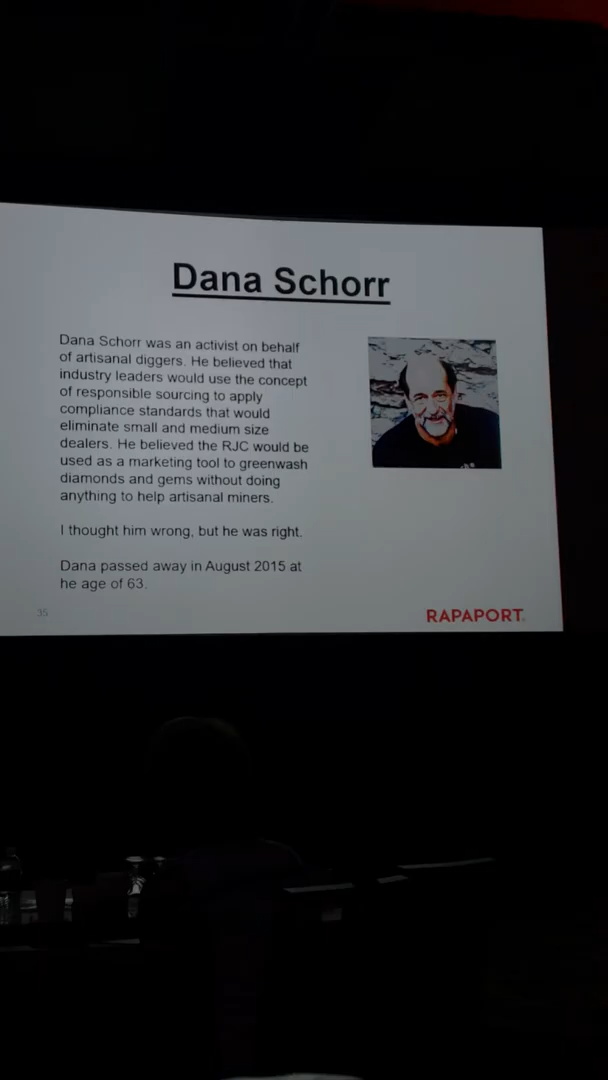 Dana Schorr
Dana Schorr was an activist on behalf
of artisanal diggers. He believed that
industry leaders would use the concept
of responsible sourcing to apply
compliance standards that would
eliminate small and medium size
dealers. He believed the RJC would be
used as a marketing tool to greenwash
diamonds and gems without doing
anything to help artisanal miners.
I thought him wrong, but he was right.
Dana passed away in August 2015 at
he age of 63.
35
RAPAPORT